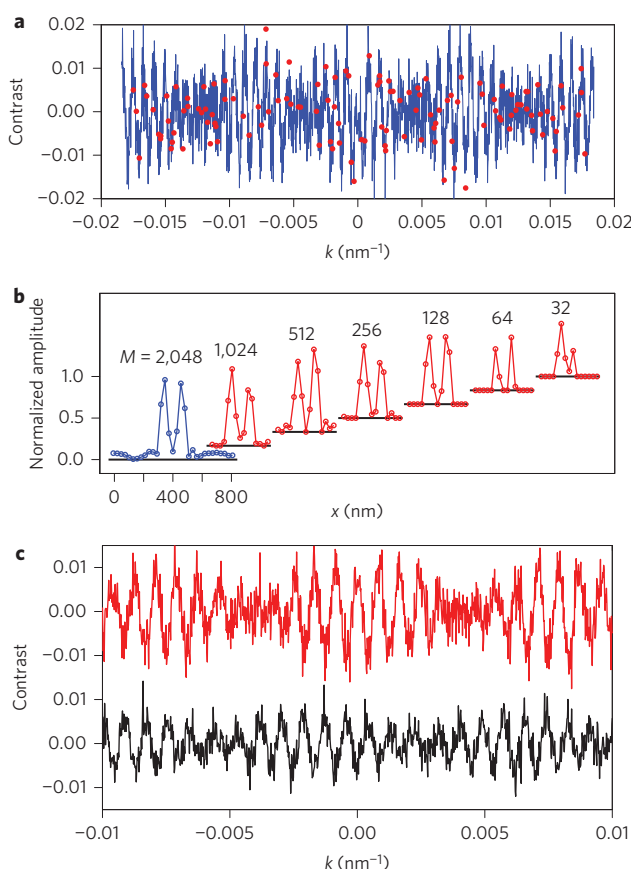 a
0.02
0.01
0.00
−0.01
−0.02
Contrast
−0.02 −0.015 −0.01 −0.005 0 0.005 0.01 0.015 0.02
k (nm⁻¹)
b
Normalized amplitude
1.0
0.5
0.0
M = 2,048 1,024 512 256 128 64 32
0 400 800
x (nm)
c
Contrast
0.01
0.00
−0.01
0.01
0.00
−0.01
−0.01 −0.005 0.00 0.005 0.01
k (nm⁻¹)